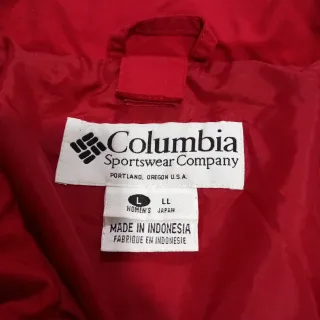 Columbia
Sportswear Company
PORTLAND, OREGON U.S.A.
L LL
WOMEN'S JAPAN
MADE IN INDONESIA
FABRIQUE EN INDONESIE